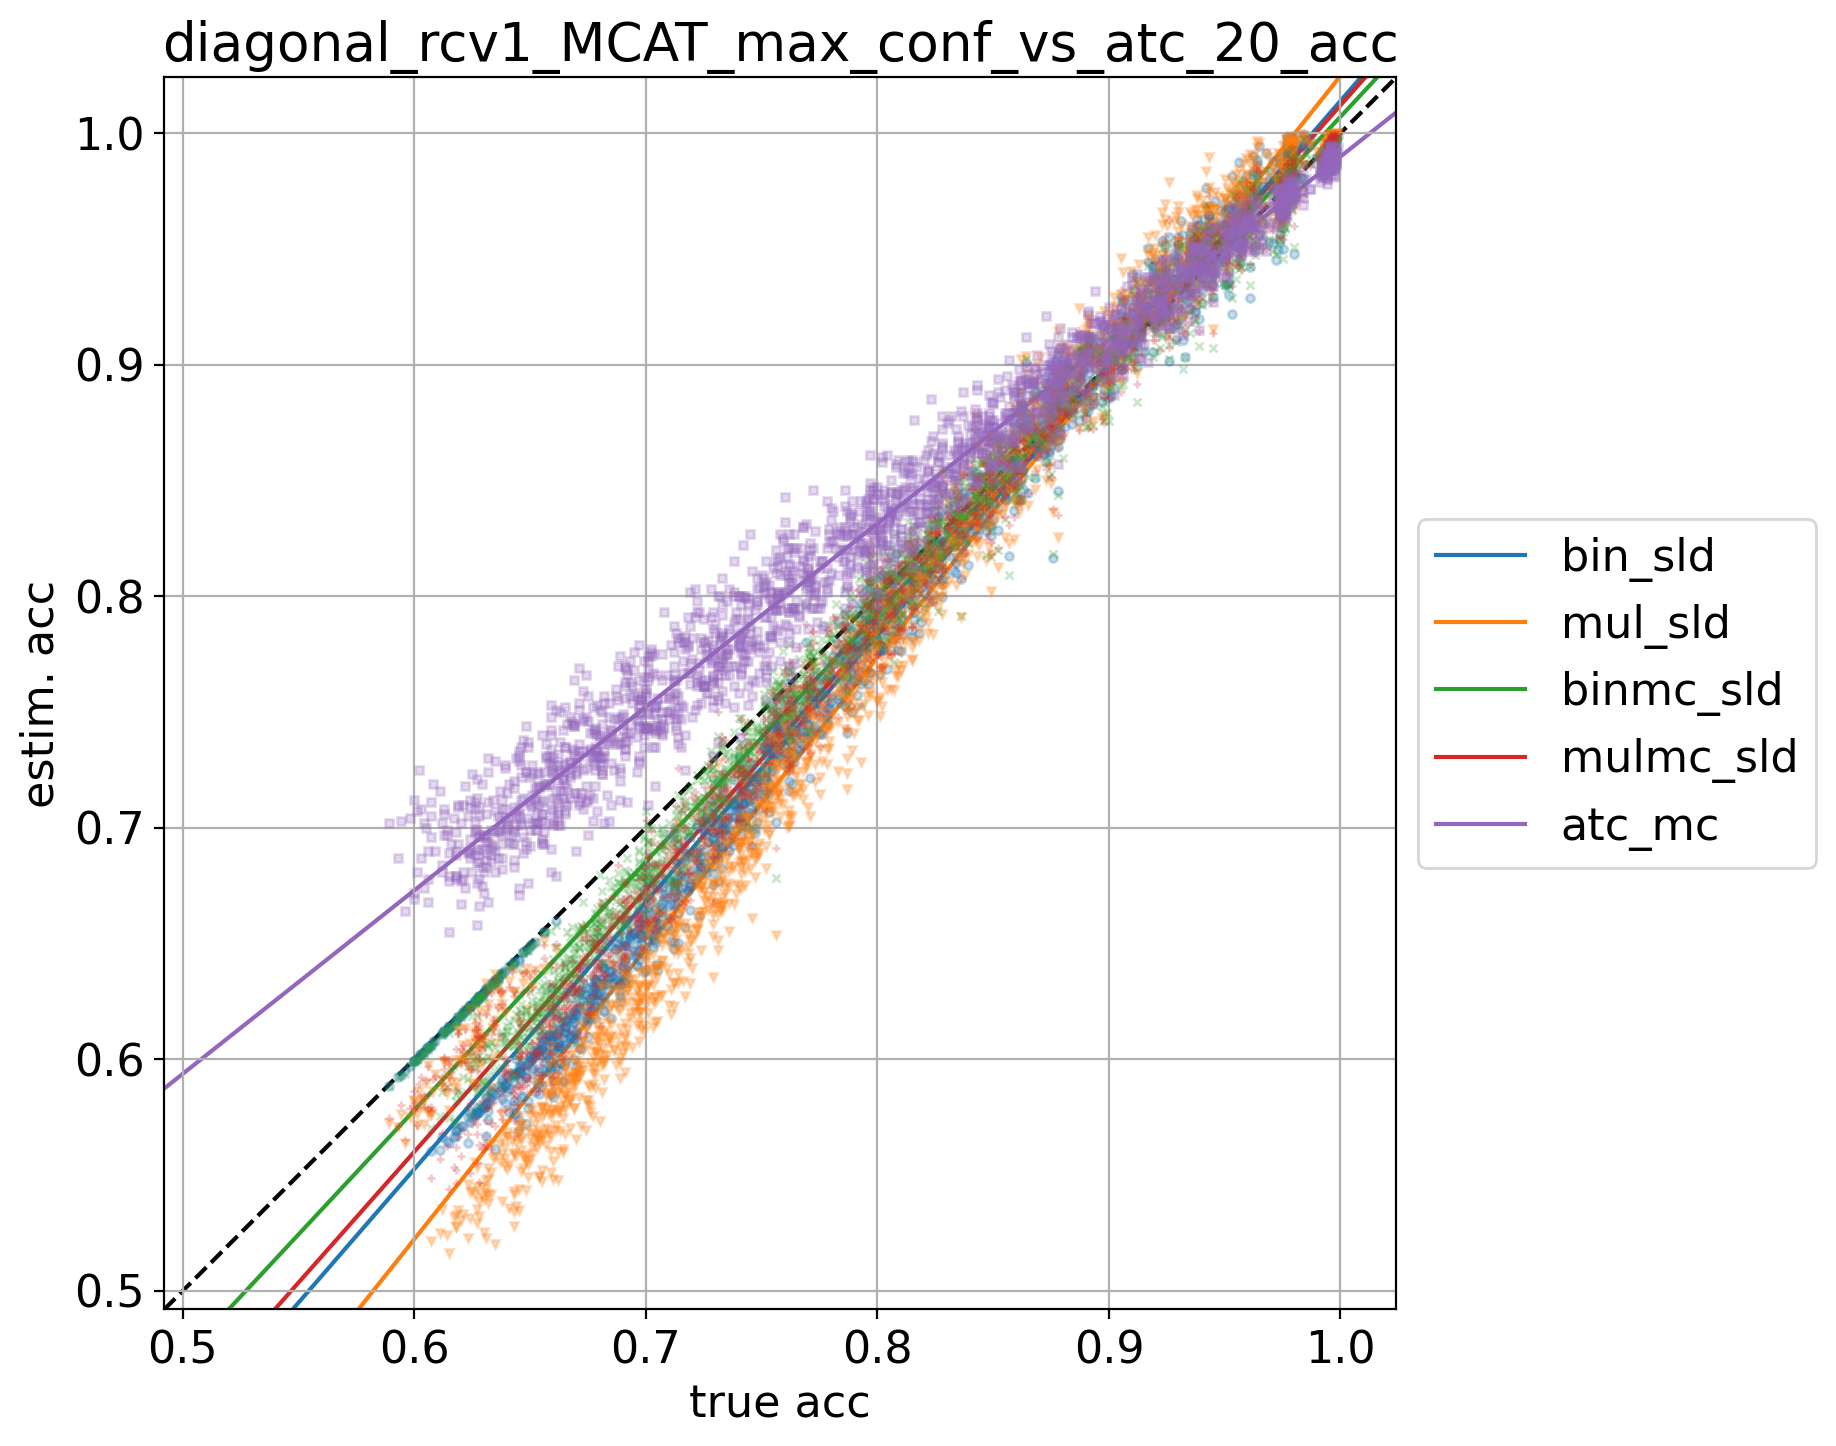 diagonal_rcv1_MCAT_max_conf_vs_atc_20_acc
1.0
0.9
0.8
0.7
0.6
0.5
estim. acc
0.5 0.6 0.7 0.8 0.9 1.0
true acc
bin_sld
mul_sld
binmc_sld
mulmc_sld
atc_mc